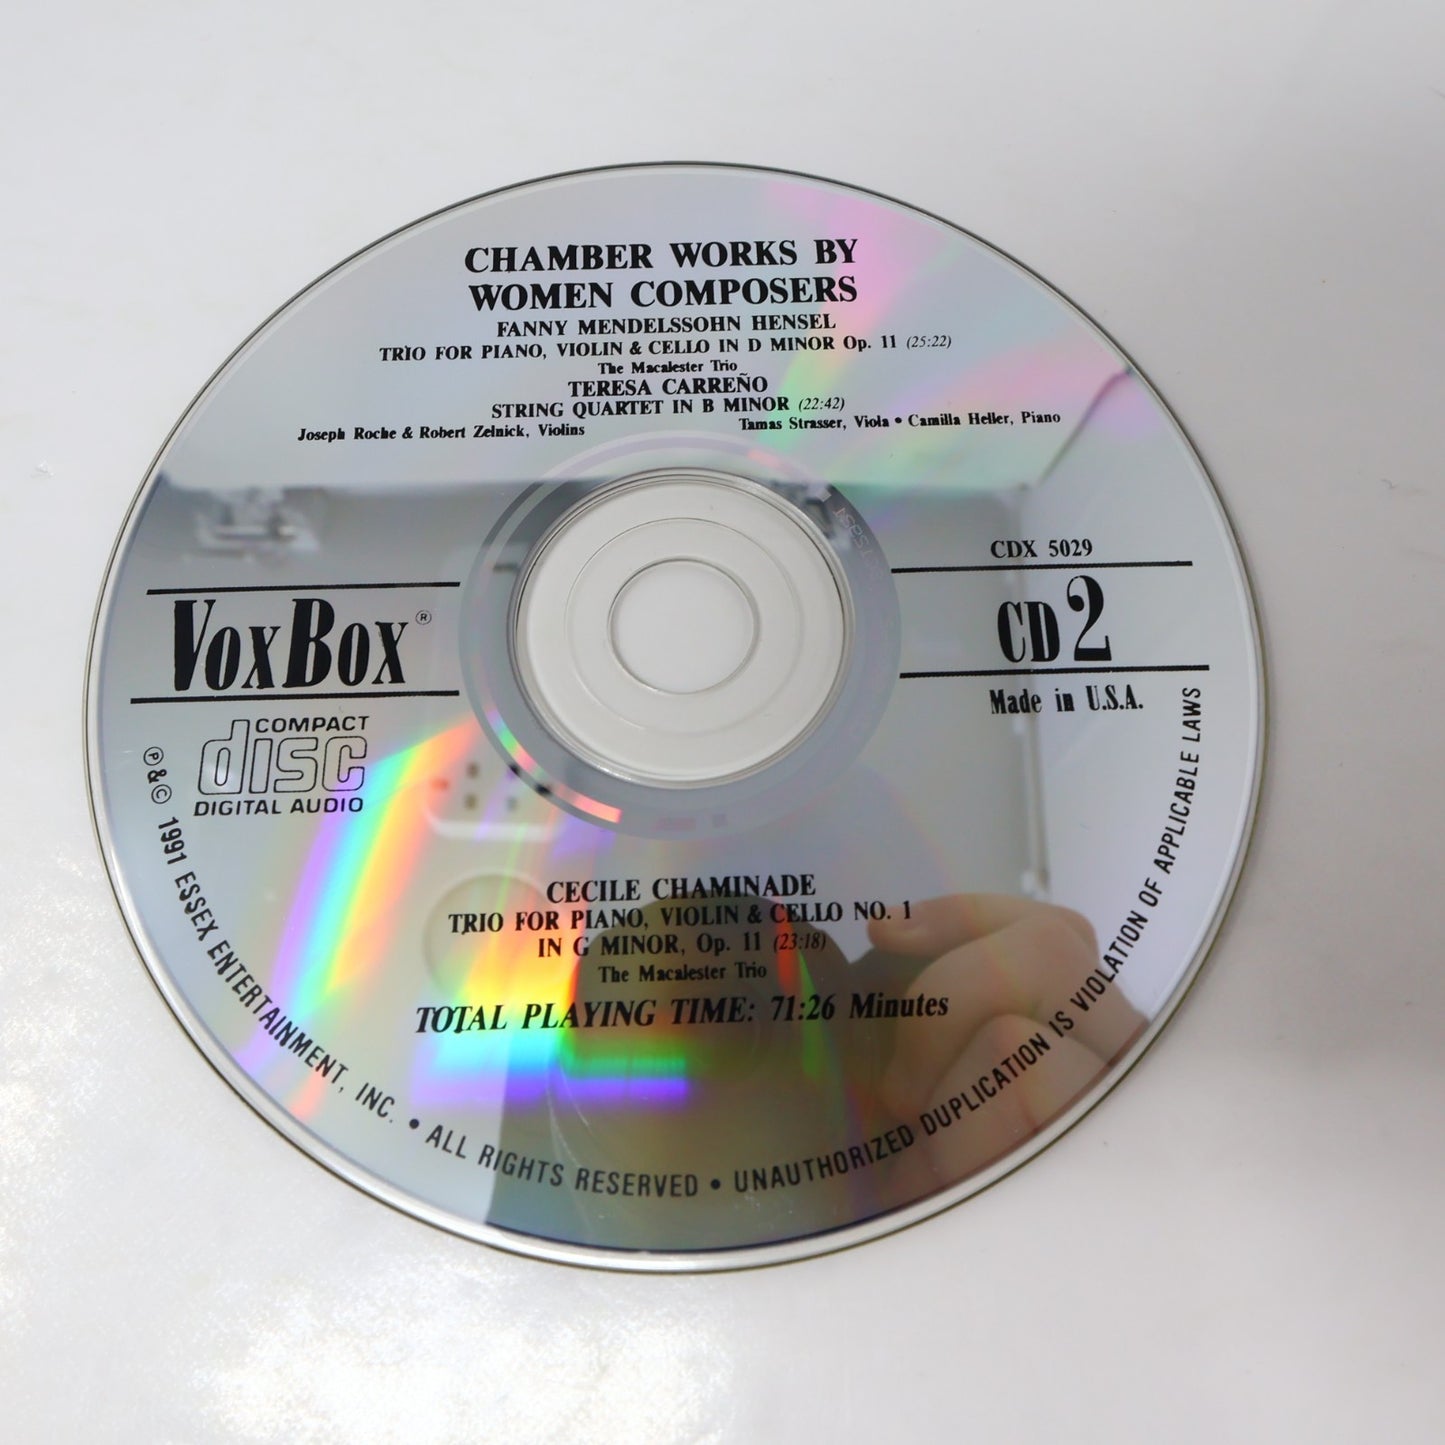 CHAMBER WORKS BY
WOMEN COMPOSERS
FANNY MENDELSSOHN HENSEL
TRIO FOR PIANO, VIOLIN & CELLO IN D MINOR Op. 11 (25:22)
The Macalester Trio
TERESA CARREÑO
STRING QUARTET IN B MINOR (22:42)
Joseph Roche & Robert Zelnick, Violins
Tamas Strasser, Viola • Camilla Heller, Piano
VOXBOX®
CDX 5029
CD2
Made in U.S.A.
COMPACT
disc
DIGITAL AUDIO
CECILE CHAMINADE
TRIO FOR PIANO, VIOLIN & CELLO NO. 1
IN G MINOR, Op. 11 (23:18)
The Macalester Trio
TOTAL PLAYING TIME: 71:26 Minutes
℗&© 1991 ESSEX ENTERTAINMENT, INC. • ALL RIGHTS RESERVED • UNAUTHORIZED DUPLICATION IS VIOLATION OF APPLICABLE LAWS